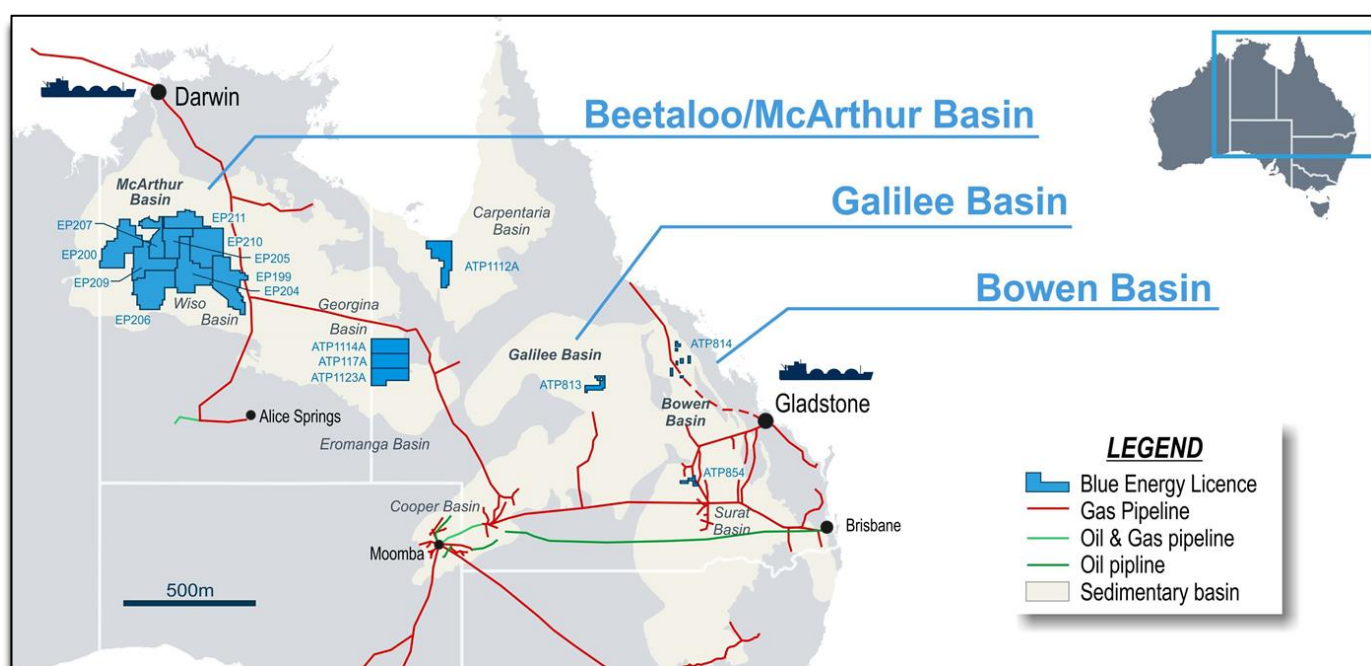 Darwin
Beetaloo/McArthur Basin
McArthur
Basin
Galilee Basin
Carpentaria
Basin
EP211
EP207
EP210
EP200
EP205
ATP1112A
EP209
EP199
EP204
Bowen Basin
Wiso
Basin
EP206
Georgina
Basin
ATP1114A
ATP117A
ATP1123A
Galilee Basin
ATP813
ATP814
Bowen
Basin
Gladstone
Alice Springs
Eromanga Basin
ATP854
Cooper Basin
Surat
Basin
Brisbane
Moomba
500m
LEGEND
Blue Energy Licence
Gas Pipeline
Oil & Gas pipeline
Oil pipline
Sedimentary basin